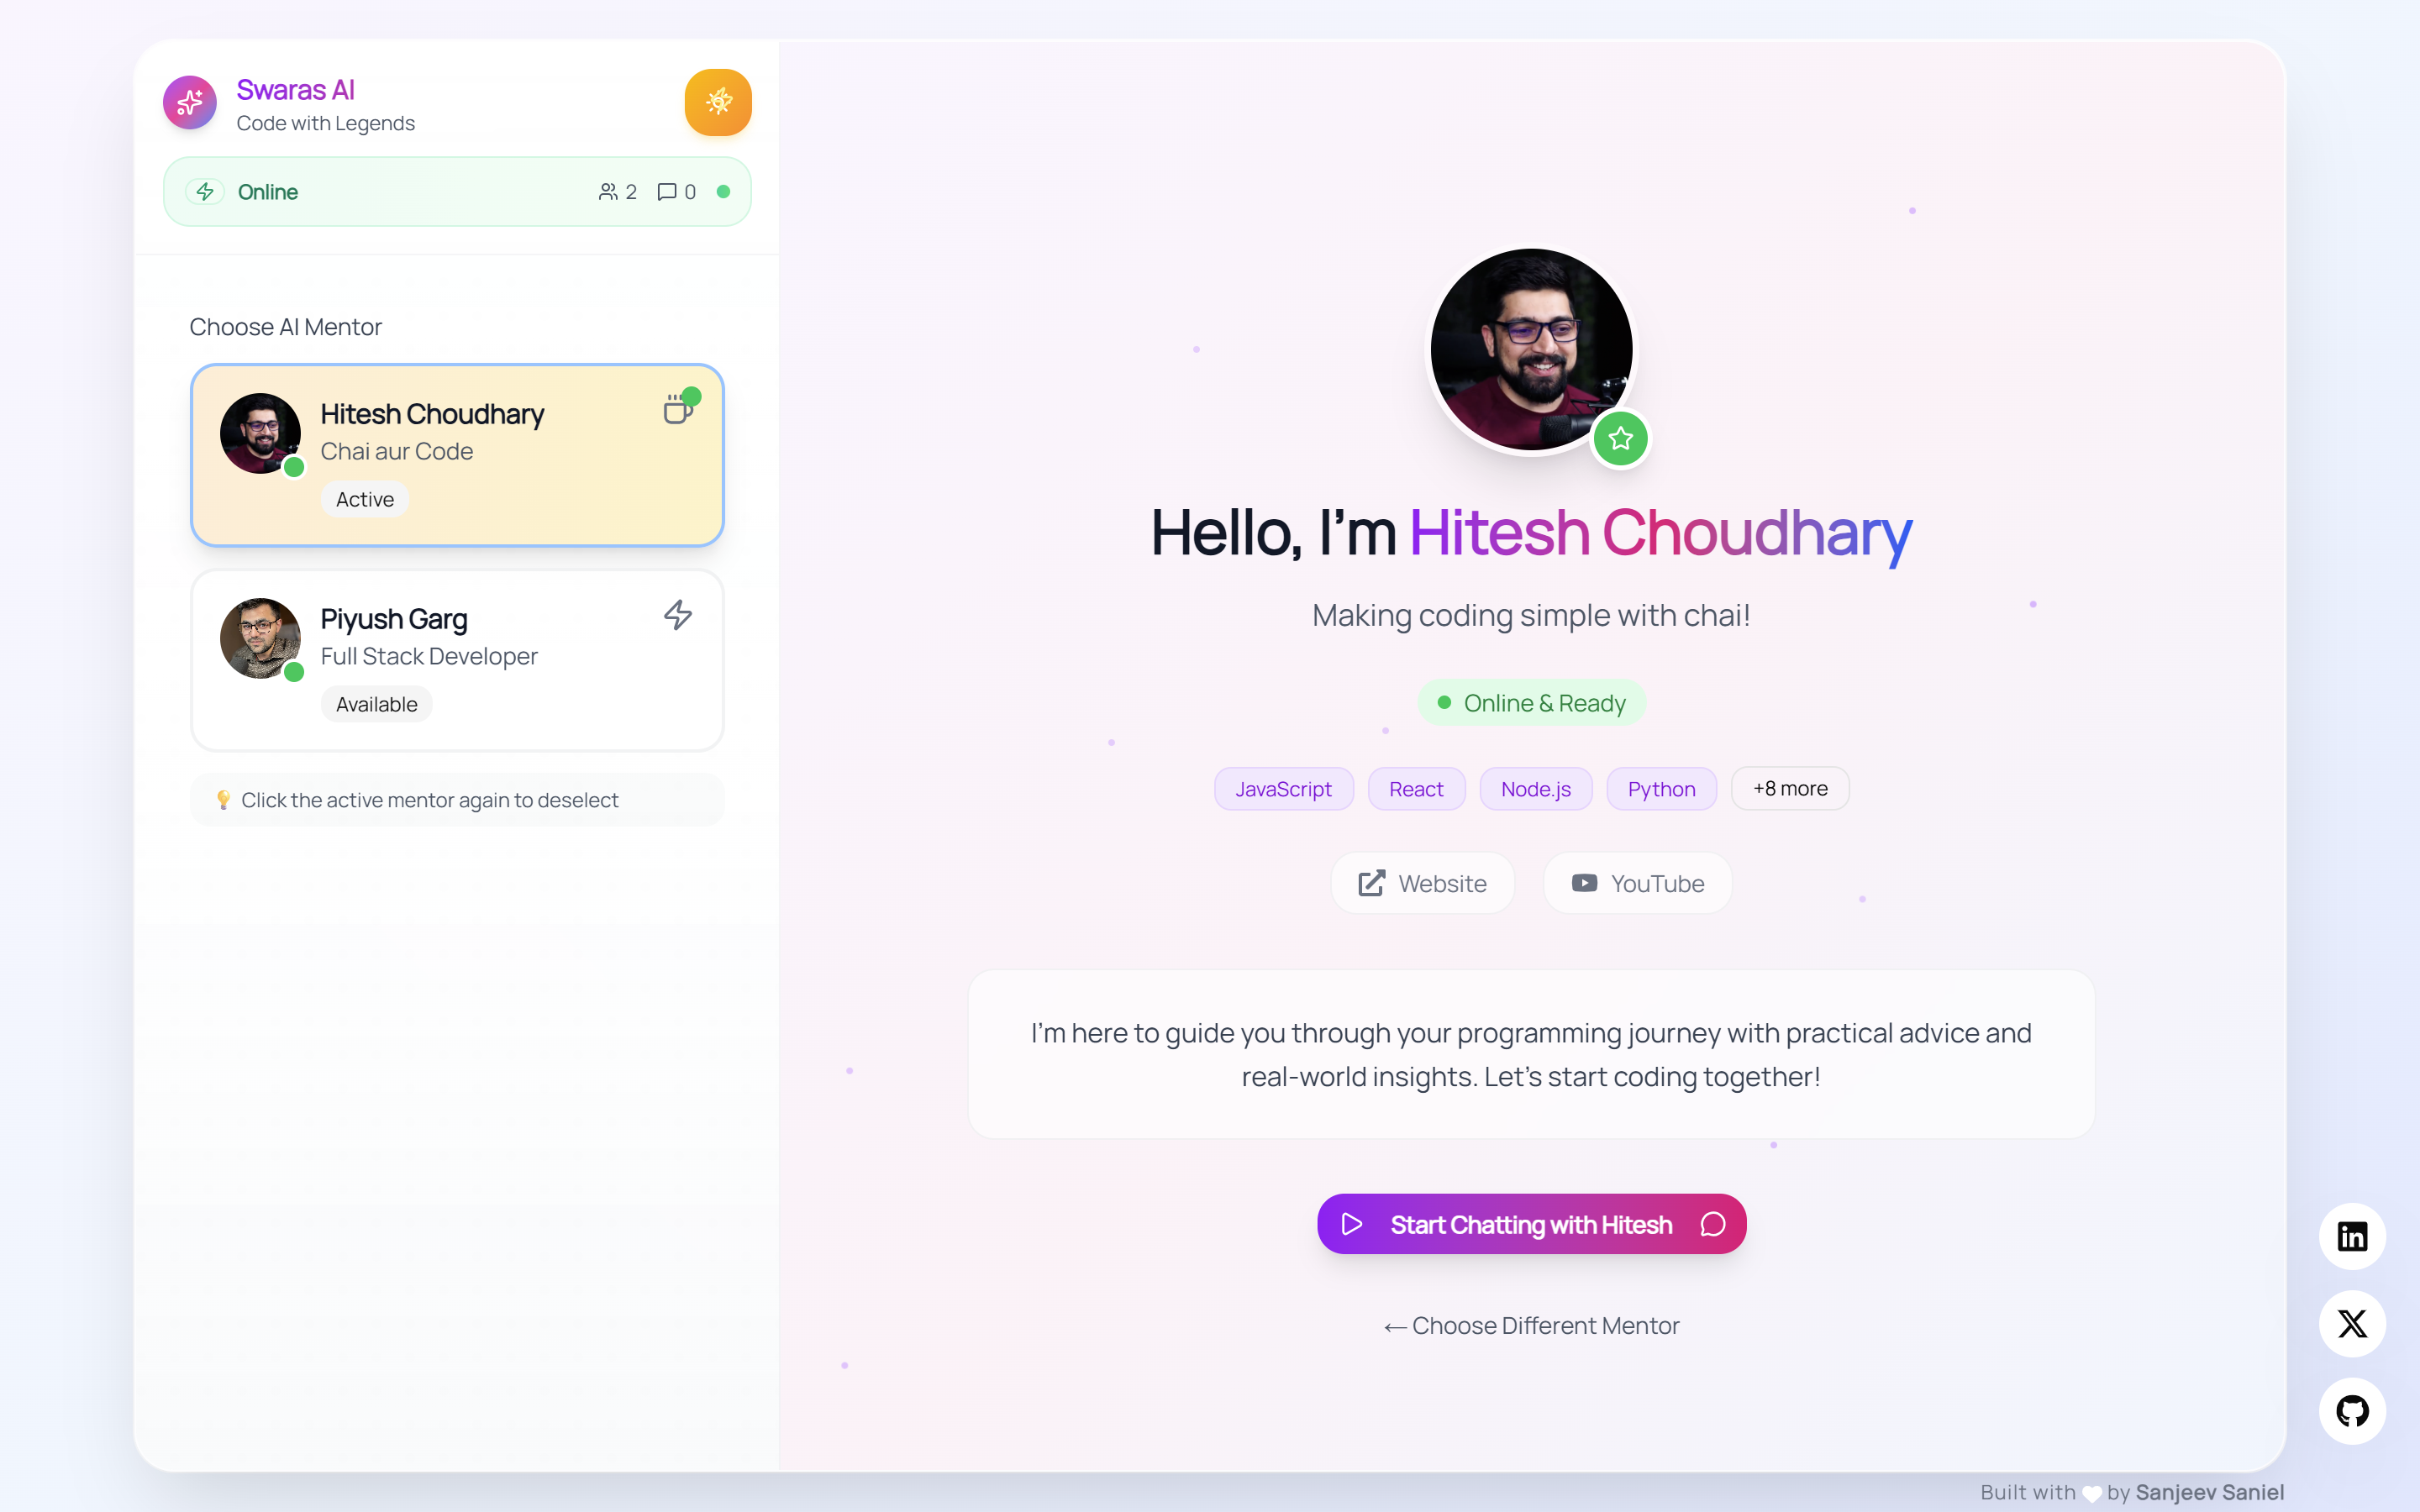 Swaras AI
Code with Legends
Online
2
0
Choose AI Mentor
Hitesh Choudhary
Chai aur Code
Active
Piyush Garg
Full Stack Developer
Available
💡 Click the active mentor again to deselect
Hello, I'm Hitesh Choudhary
Making coding simple with chai!
Online & Ready
JavaScript
React
Node.js
Python
+8 more
Website
YouTube
I'm here to guide you through your programming journey with practical advice and
real-world insights. Let's start coding together!
Start Chatting with Hitesh
← Choose Different Mentor
Built with 🤍 by Sanjeev Saniel